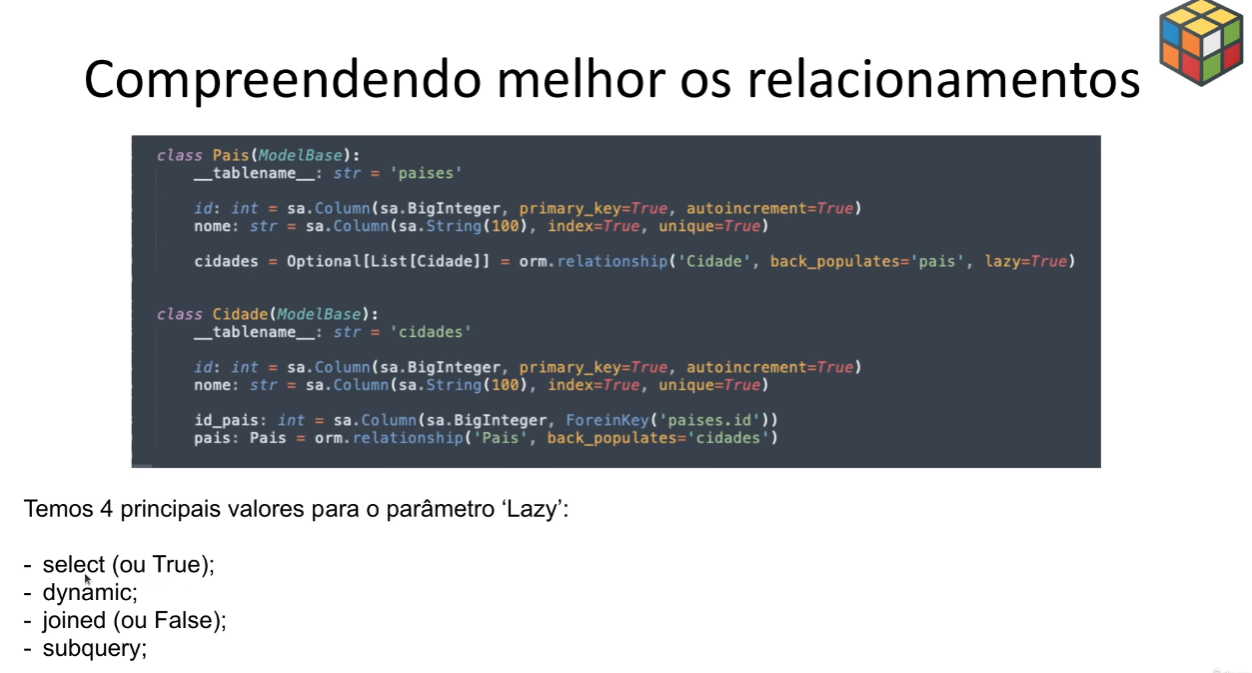 Compreendendo melhor os relacionamentos
class Pais(ModelBase):
__tablename__: str = 'paises'
id: int = sa.Column(sa.BigInteger, primary_key=True, autoincrement=True)
nome: str = sa.Column(sa.String(100), index=True, unique=True)
cidades = Optional[List[Cidade]] = orm.relationship('Cidade', back_populates='pais', lazy=True)
class Cidade(ModelBase):
__tablename__: str = 'cidades'
id: int = sa.Column(sa.BigInteger, primary_key=True, autoincrement=True)
nome: str = sa.Column(sa.String(100), index=True, unique=True)
id_pais: int = sa.Column(sa.BigInteger, ForeinKey('paises.id'))
pais: Pais = orm.relationship('Pais', back_populates='cidades')
Temos 4 principais valores para o parâmetro ‘Lazy’:
- select (ou True);
- dynamic;
- joined (ou False);
- subquery;